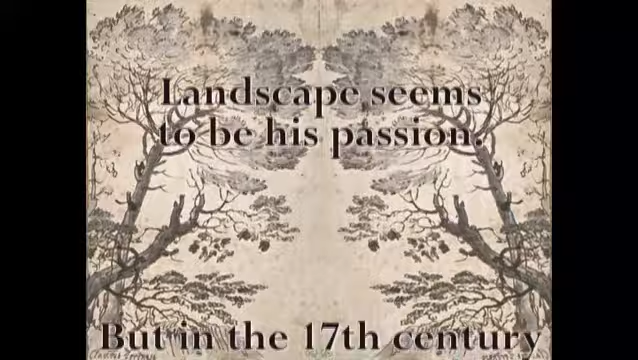 Landscape seems
to be his passion.
But in the 17th century